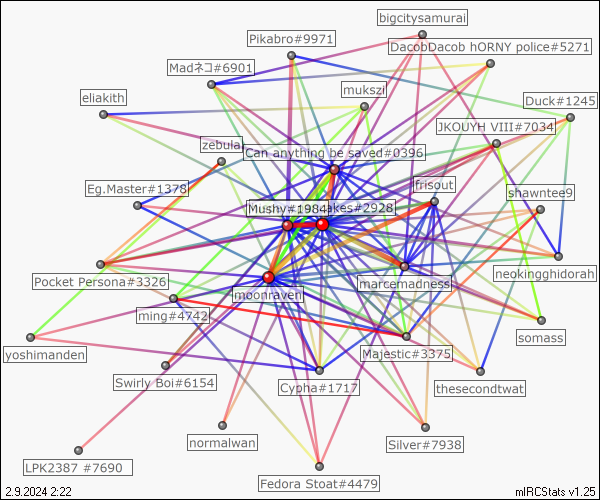 bigcitysamurai
Pikabro#9971
DacobDacob hORNY police#5271
Madネコ#6901
mukszi
eliakith
Duck#1245
JKOUYH VIII#7034
zebulaj
Can anything be saved#0396
Eg.Master#1378
frisout
shawntee9
Mushy#1984
akes#2928
neokingghidorah
Pocket Persona#3326
marcemadness
moonraven
ming#4742
somass
yoshimanden
Majestic#3375
Swirly Boi#6154
Cypha#1717
thesecondtwat
normalwan
Silver#7938
LPK2387 #7690
Fedora Stoat#4479
2.9.2024 2:22
mIRCStats v1.25